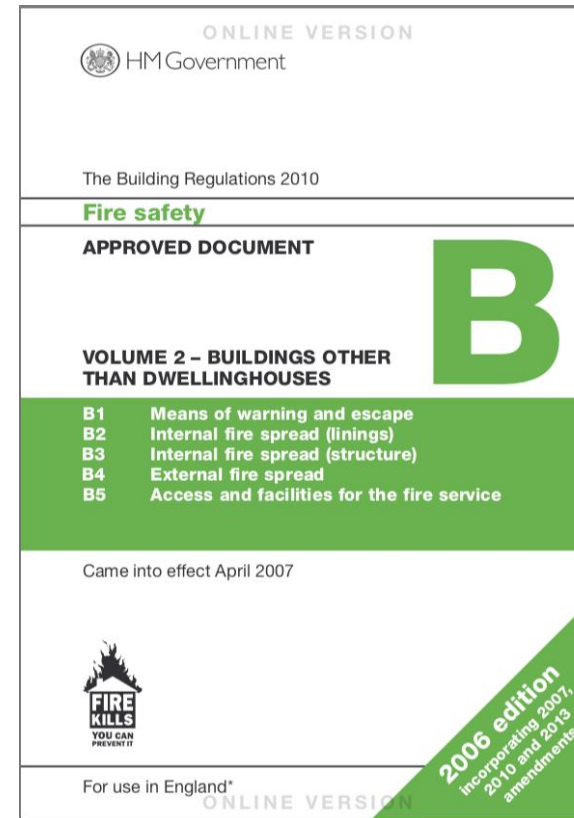 ONLINE VERSION
HM Government
The Building Regulations 2010
Fire safety
APPROVED DOCUMENT
B
VOLUME 2 – BUILDINGS OTHER
THAN DWELLINGHOUSES
B1 Means of warning and escape
B2 Internal fire spread (linings)
B3 Internal fire spread (structure)
B4 External fire spread
B5 Access and facilities for the fire service
Came into effect April 2007
FIRE
KILLS
YOU CAN
PREVENT IT
2006 edition
incorporating 2007,
2010 and 2013
amendments
For use in England*
ONLINE VERSION